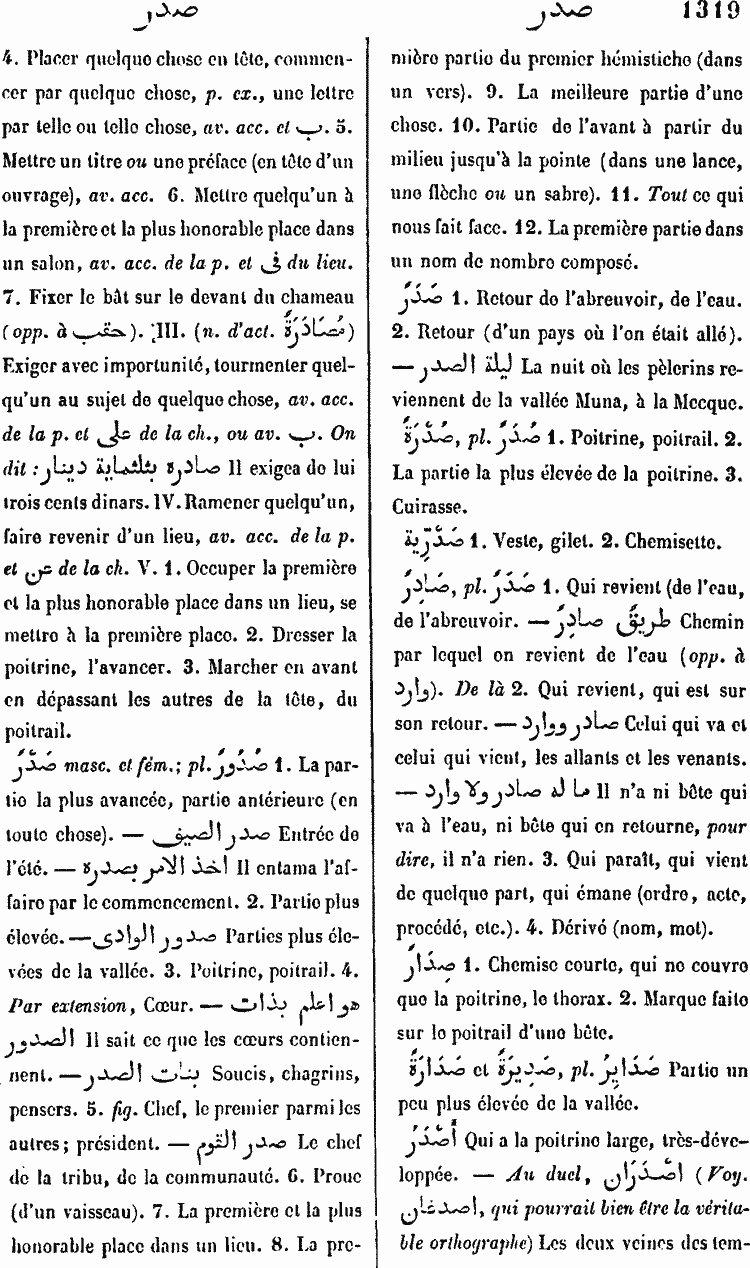 صدر
صدر
1319
4. Placer quelque chose en tête, commen-
cer par quelque chose, p. ex., une lettre
par telle ou telle chose, av. acc. et ب. 5.
Mettre un titre ou une préface (en tête d'un
ouvrage), av. acc. 6. Mettre quelqu'un à
la première et la plus honorable place dans
un salon, av. acc. de la p. et فى du lieu.
7. Fixer le bât sur le devant du chameau
(opp. à حقب). III. (n. d'act. مُصَادَرَةٌ)
Exiger avec importunité, tourmenter quel-
qu'un au sujet de quelque chose, av. acc.
de la p. et على de la ch., ou av. ب. On
dit : صادره بثلثماية دينار Il exigea de lui
trois cents dinars. IV. Ramener quelqu'un,
faire revenir d'un lieu, av. acc. de la p.
et عن de la ch. V. 1. Occuper la première
et la plus honorable place dans un lieu, se
mettre à la première place. 2. Dresser la
poitrine, l'avancer. 3. Marcher en avant
en dépassant les autres de la tête, du
poitrail.
صَدْرٌ masc. et fém.; pl. صُدُورٌ 1. La par-
tie la plus avancée, partie antérieure (en
toute chose). — صدر الصيف Entrée de
l'été. — اخذ الامر بصدره Il entama l'af-
faire par le commencement. 2. Partie plus
élevée. — صدور الوادى Parties plus éle-
vées de la vallée. 3. Poitrine, poitrail. 4.
Par extension, Cœur. — هو اعلم بذات
الصدور Il sait ce que les cœurs contien-
nent. — بنات الصدر Soucis, chagrins,
pensers. 5. fig. Chef, le premier parmi les
autres; président. — صدر القوم Le chef
de la tribu, de la communauté. 6. Proue
(d'un vaisseau). 7. La première et la plus
honorable place dans un lieu. 8. La pre-
mière partie du premier hémistiche (dans
un vers). 9. La meilleure partie d'une
chose. 10. Partie de l'avant à partir du
milieu jusqu'à la pointe (dans une lance,
une flèche ou un sabre). 11. Tout ce qui
nous fait face. 12. La première partie dans
un nom de nombre composé.
صَدَرٌ 1. Retour de l'abreuvoir, de l'eau.
2. Retour (d'un pays où l'on était allé).
— ليلة الصدر La nuit où les pèlerins re-
viennent de la vallée Muna, à la Mecque.
صُدْرَةٌ, pl. صُدَرٌ 1. Poitrine, poitrail. 2.
La partie la plus élevée de la poitrine. 3.
Cuirasse.
صُدْرِّية 1. Veste, gilet. 2. Chemisette.
صَادِرٌ, pl. صُدَّرٌ 1. Qui revient (de l'eau,
de l'abreuvoir. — طريقٌ صادِرٌ Chemin
par lequel on revient de l'eau (opp. à
وارد). De là 2. Qui revient, qui est sur
son retour. — صادر ووارد Celui qui va et
celui qui vient, les allants et les venants.
— ما له صادر ولا وارد Il n'a ni bête qui
va à l'eau, ni bête qui en retourne, pour
dire, il n'a rien. 3. Qui paraît, qui vient
de quelque part, qui émane (ordre, acte,
procédé, etc.). 4. Dérivé (nom, mot).
صِدَارٌ 1. Chemise courte, qui ne couvre
que la poitrine, le thorax. 2. Marque faite
sur le poitrail d'une bête.
صَدَارَةٌ et صَدِيرَةٌ, pl. صَدَايِرُ Partie un
peu plus élevée de la vallée.
أَصْدَرُ Qui a la poitrine large, très-déve-
loppée. — Au duel, اصْدَرَان (Voy.
اصدغان, qui pourrait bien être la vérita-
ble orthographe) Les deux veines des tem-